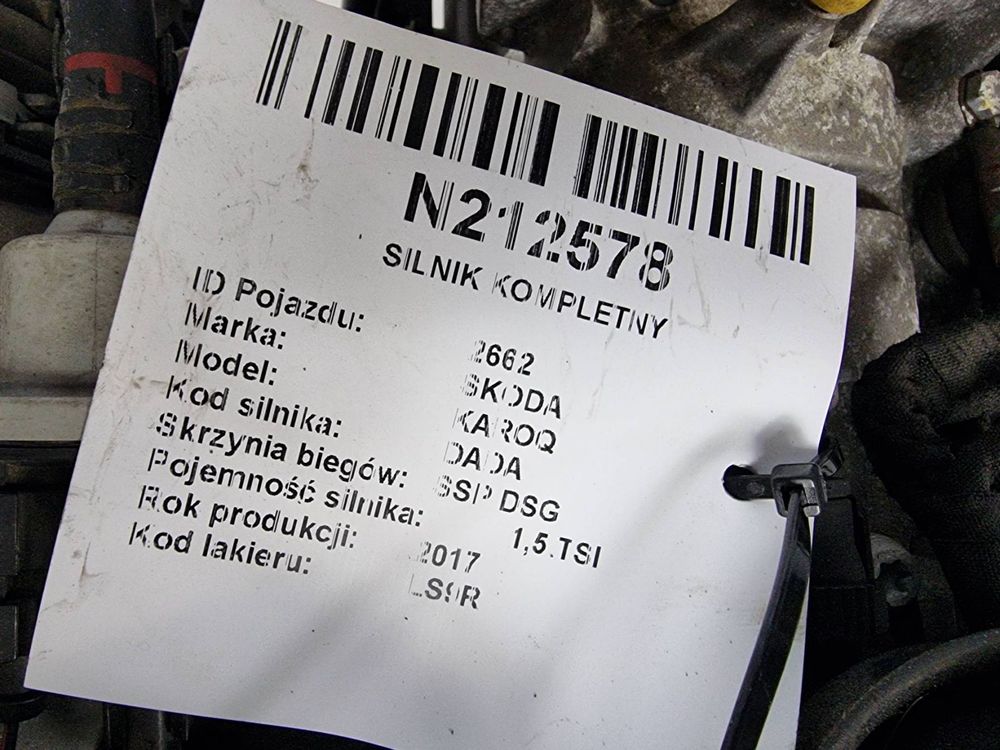 N212578
SILNIK KOMPLETNY
ID Pojazdu: 2662
Marka: SKODA
Model: KAROQ
Kod silnika: DADA
Skrzynia biegów: SSP DSG
Pojemność silnika: 1,5.TSI
Rok produkcji: 2017
Kod lakieru: LS9R